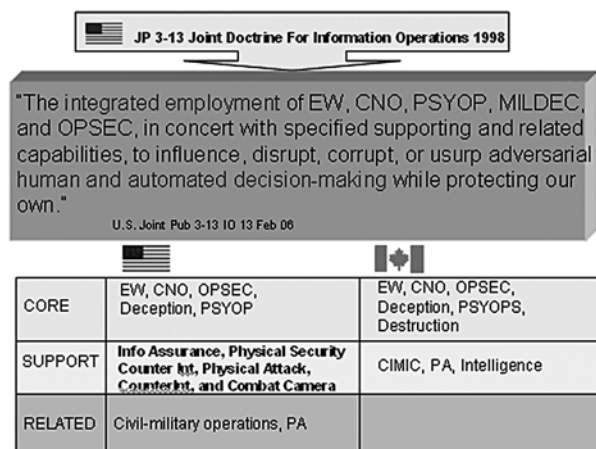 JP 3-13 Joint Doctrine For Information Operations 1998
"The integrated employment of EW, CNO, PSYOP, MILDEC,
and OPSEC, in concert with specified supporting and related
capabilities, to influence, disrupt, corrupt, or usurp adversarial
human and automated decision-making while protecting our
own."
U.S. Joint Pub 3-13 IO 13 Feb 06
CORE
EW, CNO, OPSEC,
Deception, PSYOP
EW, CNO, OPSEC,
Deception, PSYOPS,
Destruction
SUPPORT
Info Assurance, Physical Security
Counter Int, Physical Attack,
CounterInt, and Combat Camera
CIMIC, PA, Intelligence
RELATED
Civil-military operations, PA